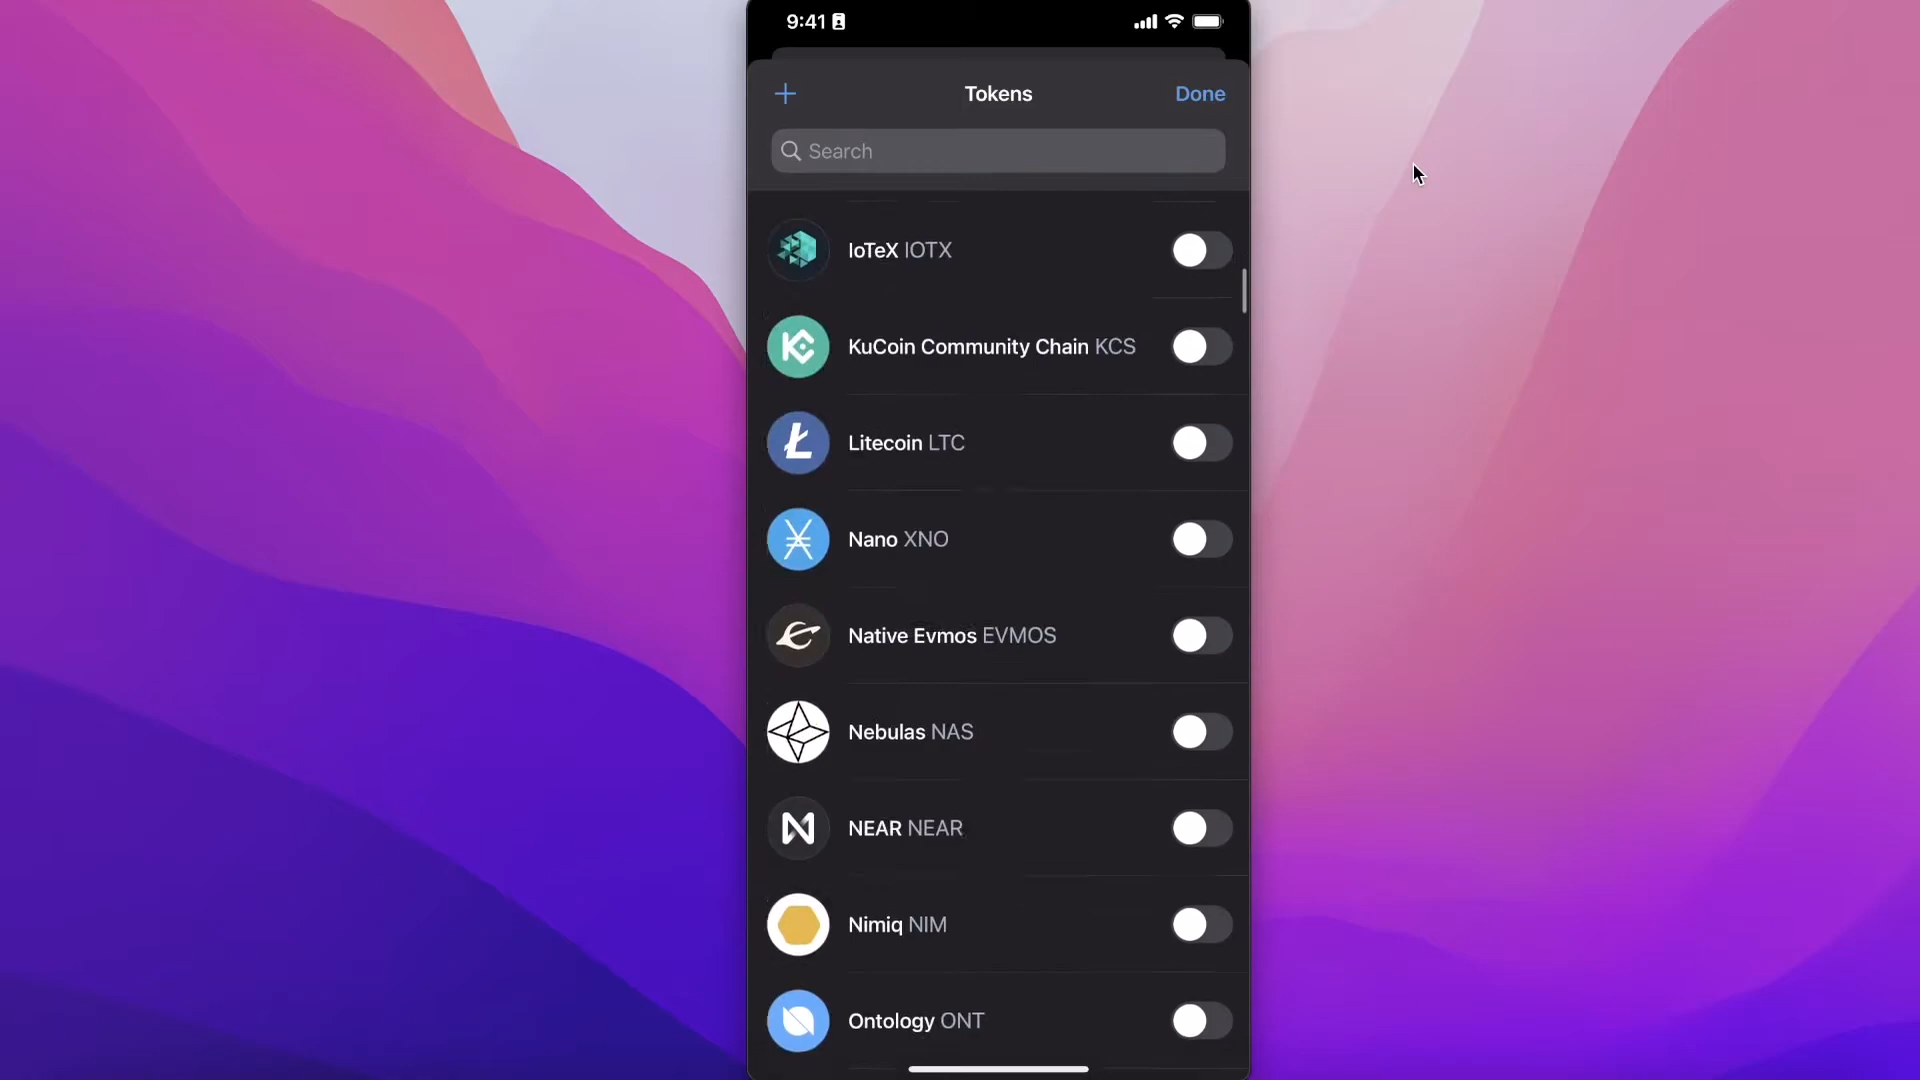 9:41
Tokens
Done
Search
IoTeX IOTX
KuCoin Community Chain KCS
Litecoin LTC
Nano XNO
Native Evmos EVMOS
Nebulas NAS
NEAR NEAR
Nimiq NIM
Ontology ONT